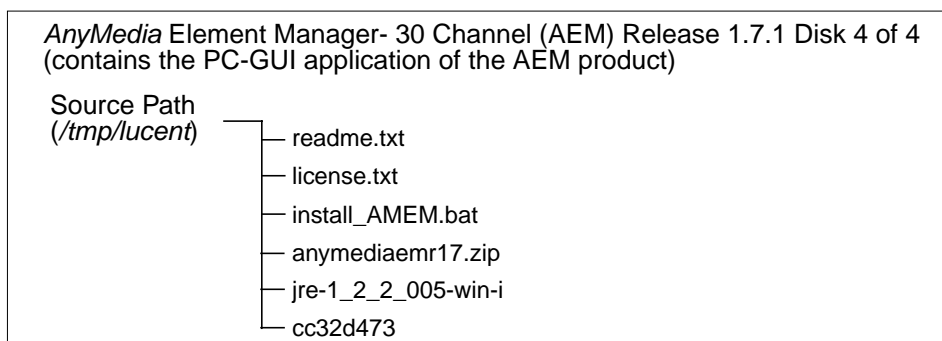 AnyMedia Element Manager- 30 Channel (AEM) Release 1.7.1 Disk 4 of 4
(contains the PC-GUI application of the AEM product)
Source Path
(/tmp/lucent)
readme.txt
license.txt
install_AMEM.bat
anymediaemr17.zip
jre-1_2_2_005-win-i
cc32d473